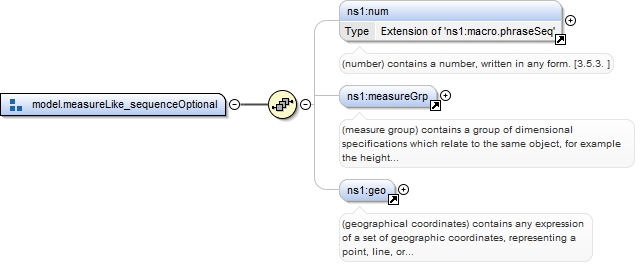 ns1:num
Type Extension of 'ns1:macro.phraseSeq'
(number) contains a number, written in any form. [3.5.3. ]
model.measureLike_sequenceOptional
ns1:measureGrp
(measure group) contains a group of dimensional
specifications which relate to the same object, for example
the height...
ns1:geo
(geographical coordinates) contains any expression
of a set of geographic coordinates, representing a
point, line, or...